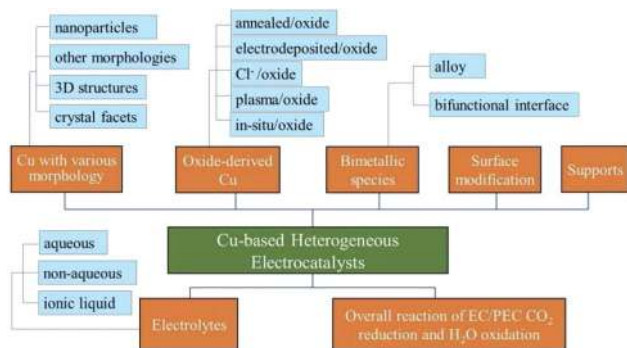 nanoparticles
other morphologies
3D structures
crystal facets
annealed/oxide
electrodeposited/oxide
Cl⁻/oxide
plasma/oxide
in-situ/oxide
alloy
bifunctional interface
Cu with various
morphology
Oxide-derived
Cu
Bimetallic
species
Surface
modification
Supports
Cu-based Heterogeneous
Electrocatalysts
aqueous
non-aqueous
ionic liquid
Electrolytes
Overall reaction of EC/PEC CO₂
reduction and H₂O oxidation